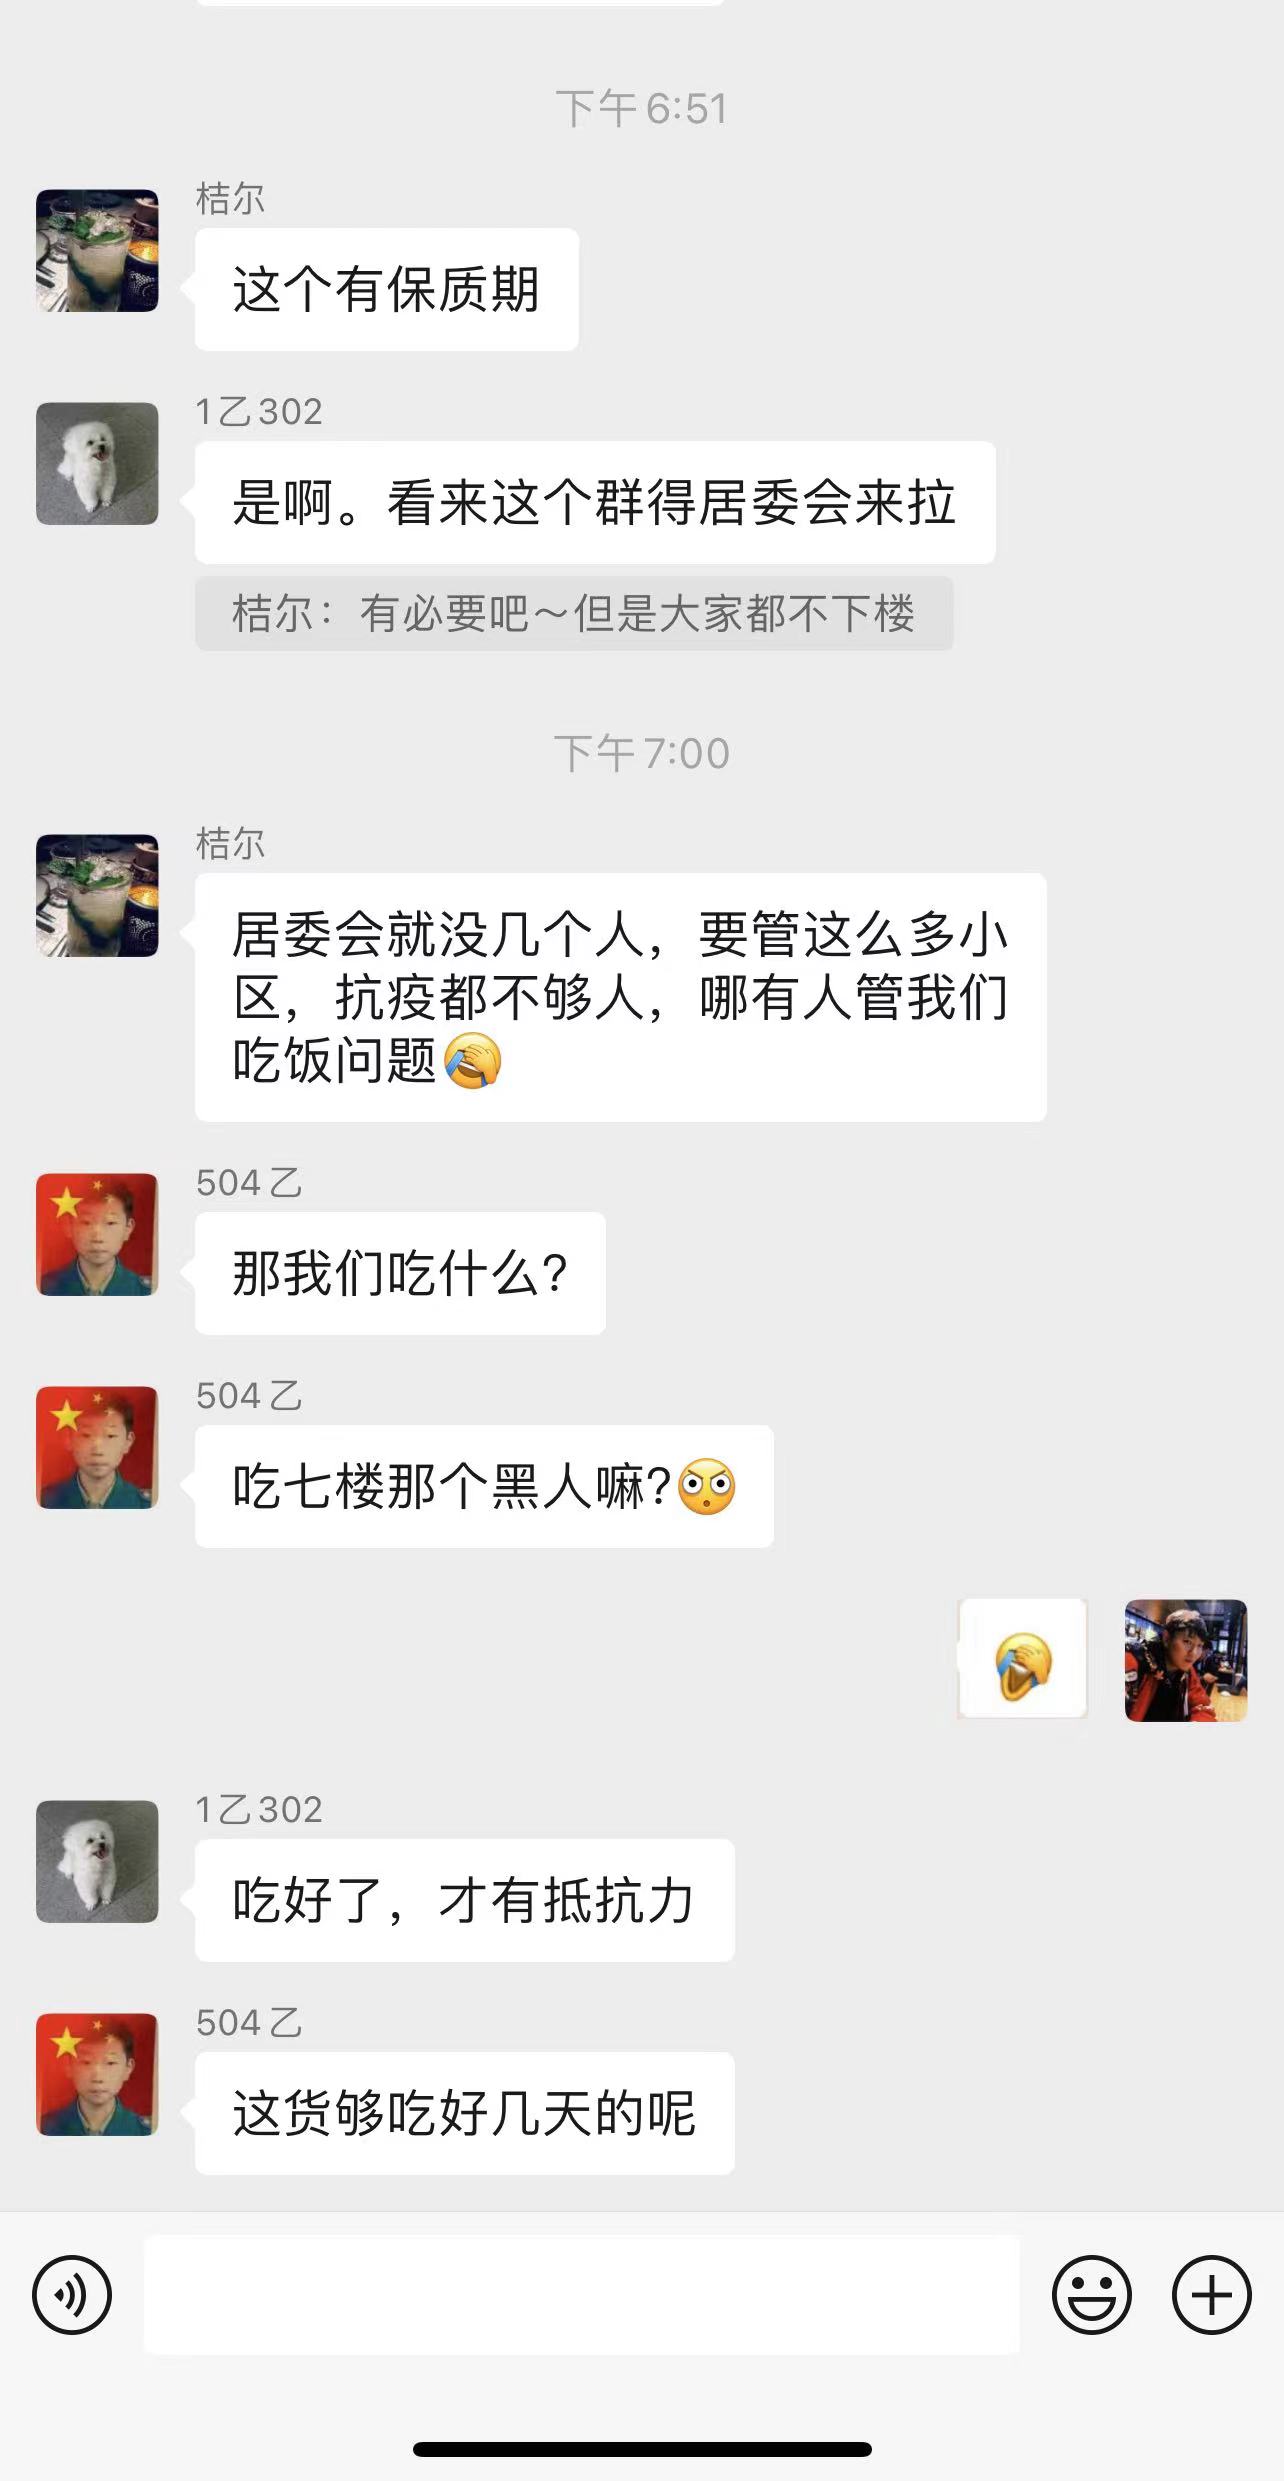 下午6:51
桔尔
这个有保质期
1乙302
是啊。看来这个群得居委会来拉
桔尔：有必要吧～但是大家都不下楼
下午7:00
桔尔
居委会就没几个人，要管这么多小
区，抗疫都不够人，哪有人管我们
吃饭问题🤦
504乙
那我们吃什么?
504乙
吃七楼那个黑人嘛?😳
1乙302
吃好了，才有抵抗力
504乙
这货够吃好几天的呢